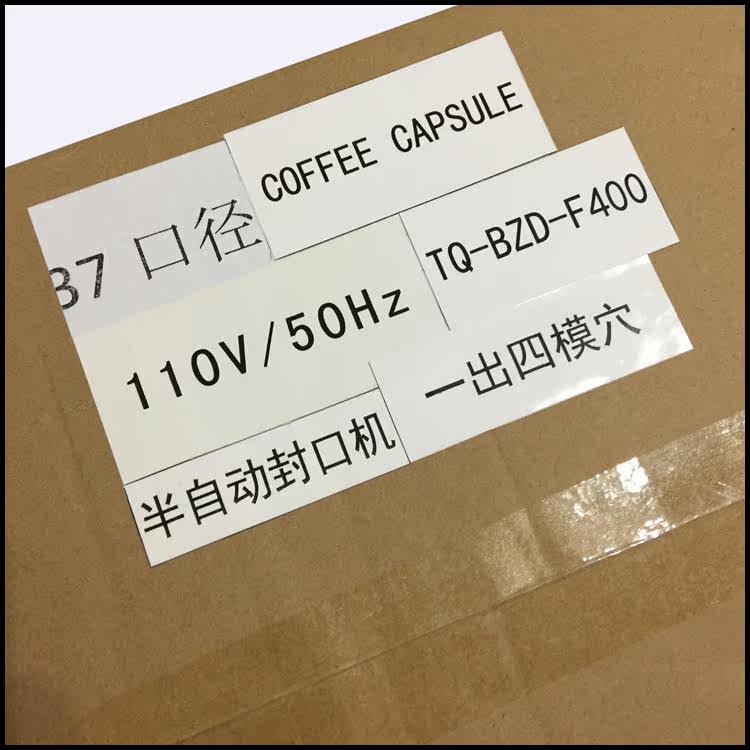 COFFEE CAPSULE
37 口径
TQ-BZD-F400
110V/50Hz
一出四模穴
半自动封口机